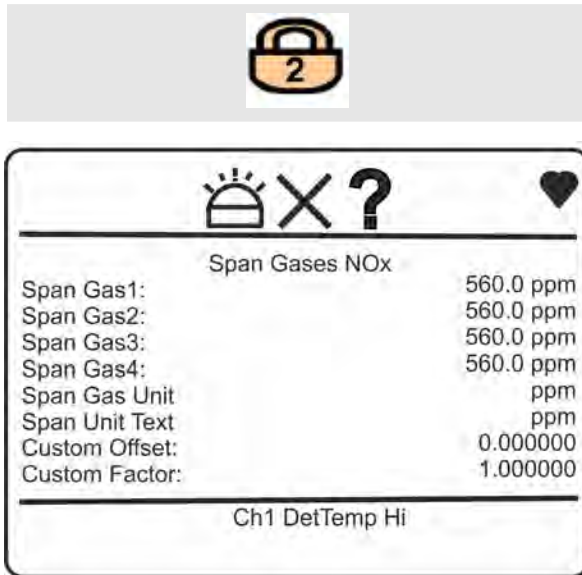 2
?
Span Gases NOx
Span Gas1: 560.0 ppm
Span Gas2: 560.0 ppm
Span Gas3: 560.0 ppm
Span Gas4: 560.0 ppm
Span Gas Unit ppm
Span Unit Text ppm
Custom Offset: 0.000000
Custom Factor: 1.000000
Ch1 DetTemp Hi